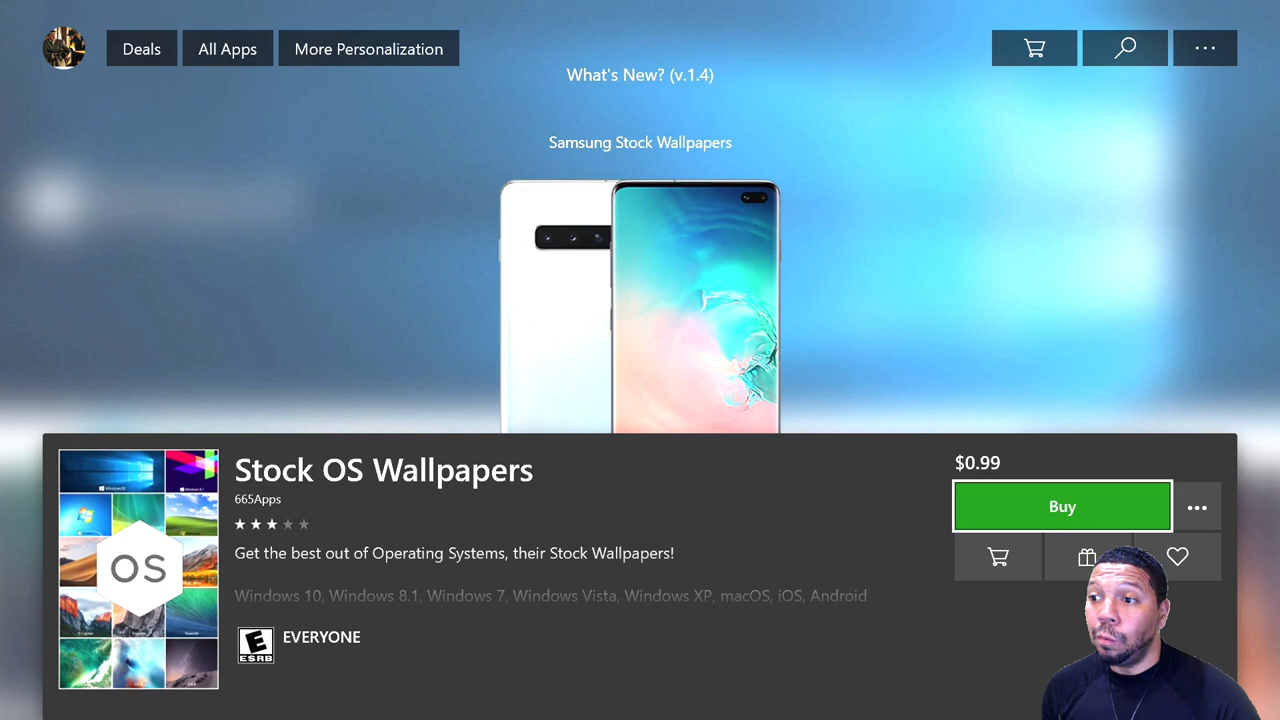 Deals
All Apps
More Personalization
What's New? (v.1.4)
Samsung Stock Wallpapers
OS
Stock OS Wallpapers
665Apps
Get the best out of Operating Systems, their Stock Wallpapers!
Windows 10, Windows 8.1, Windows 7, Windows Vista, Windows XP, macOS, iOS, Android
E
ESRB
EVERYONE
$0.99
Buy